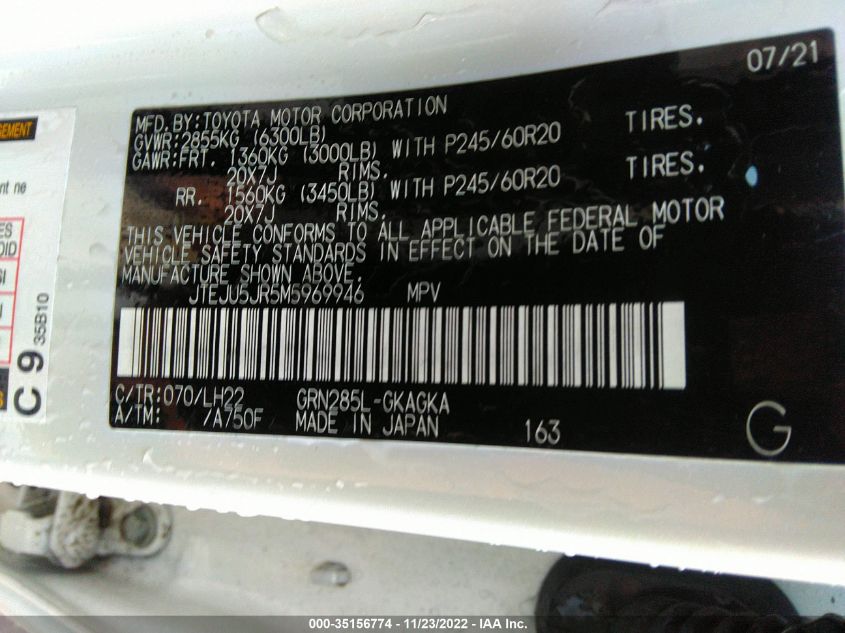 07/21
MFD.BY:TOYOTA MOTOR CORPORATION
GVWR:2855KG (6300LB)
GAWR:FRT. 1360KG (3000LB) WITH P245/60R20 TIRES.
20X7J RIMS.
RR. 1560KG (3450LB) WITH P245/60R20 TIRES.
20X7J RIMS.
THIS VEHICLE CONFORMS TO ALL APPLICABLE FEDERAL MOTOR
VEHICLE SAFETY STANDARDS IN EFFECT ON THE DATE OF
MANUFACTURE SHOWN ABOVE.
JTEJU5JR5M5969946 MPV
C/TR:070/LH22 GRN285L-GKAGKA
A/TM: /A750F MADE IN JAPAN 163
G
C 9 35B10
000-35156774 - 11/23/2022 - IAA Inc.